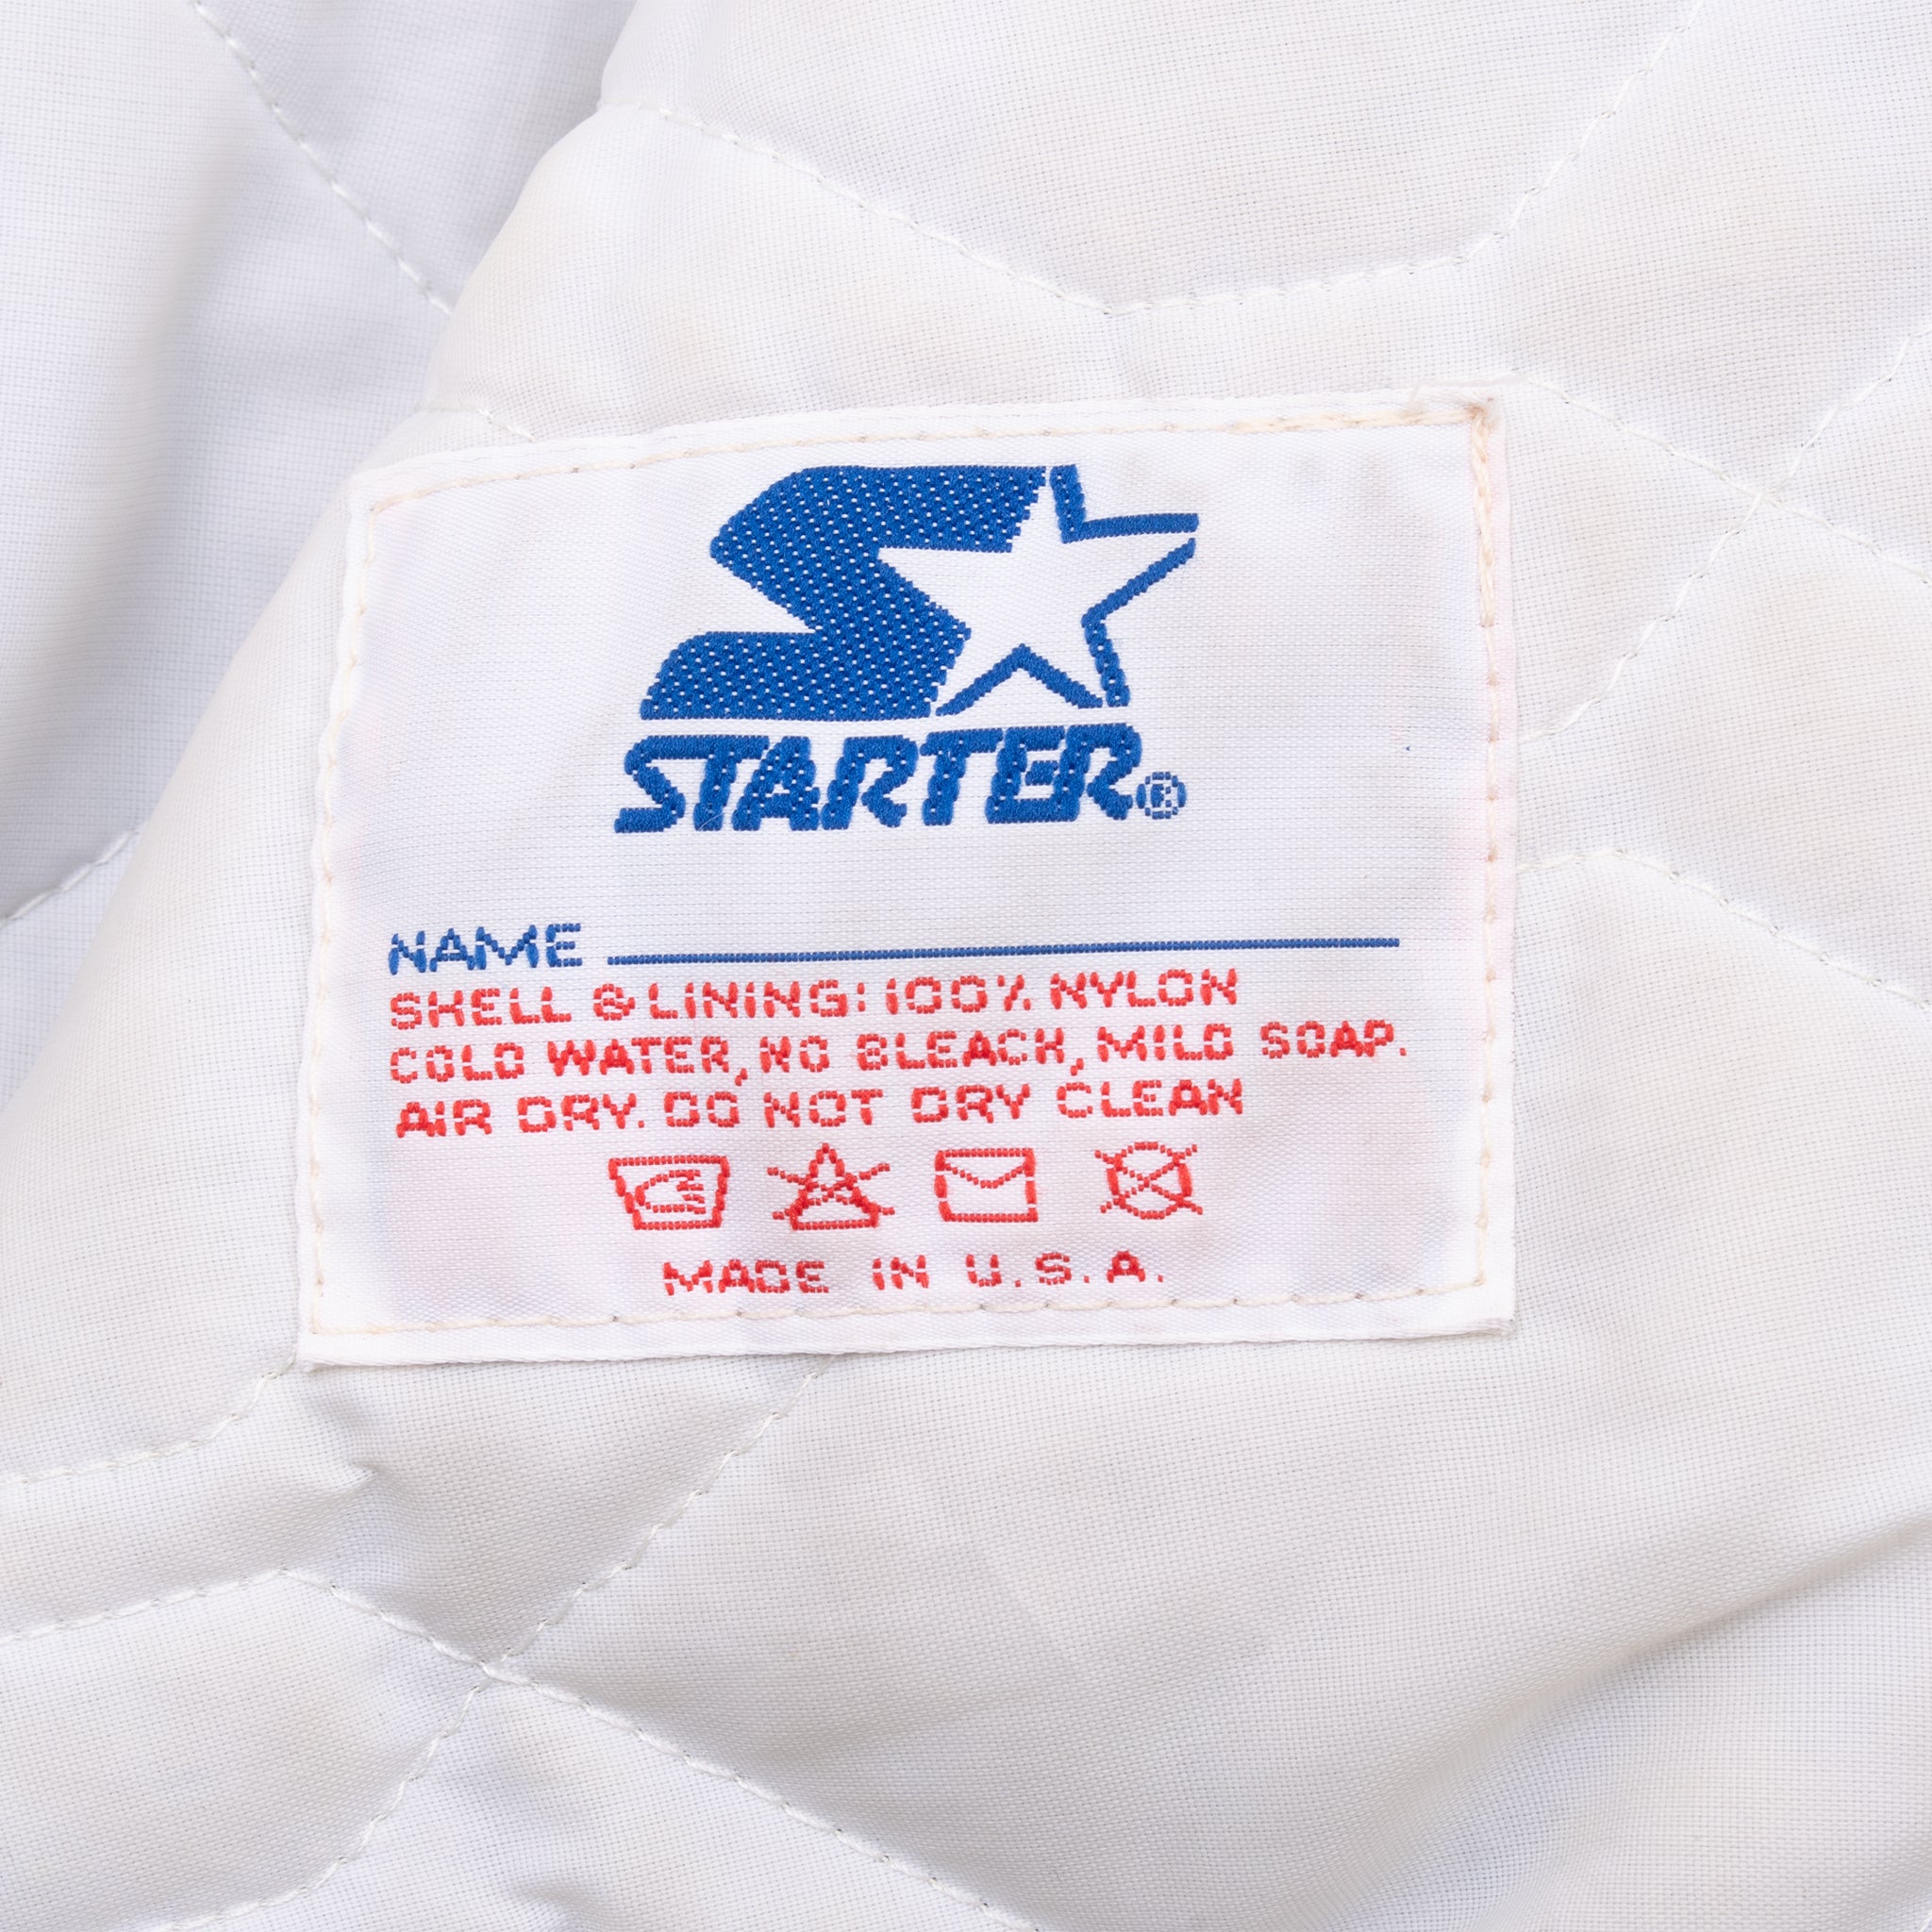 STARTER®
NAME
SHELL & LINING: 100% NYLON
COLD WATER, NO BLEACH, MILD SOAP.
AIR DRY. DO NOT DRY CLEAN
MADE IN U.S.A.